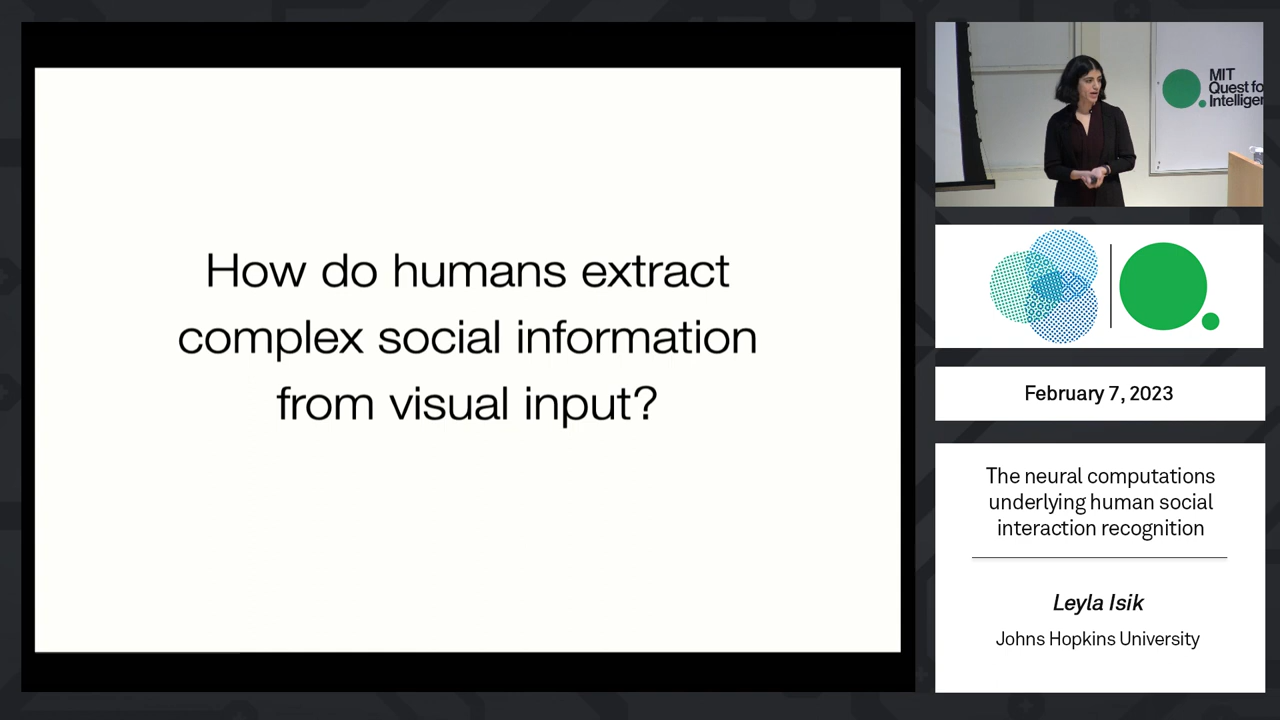 How do humans extract
complex social information
from visual input?
MIT
Quest fo
Intelliger
February 7, 2023
The neural computations
underlying human social
interaction recognition
Leyla Isik
Johns Hopkins University